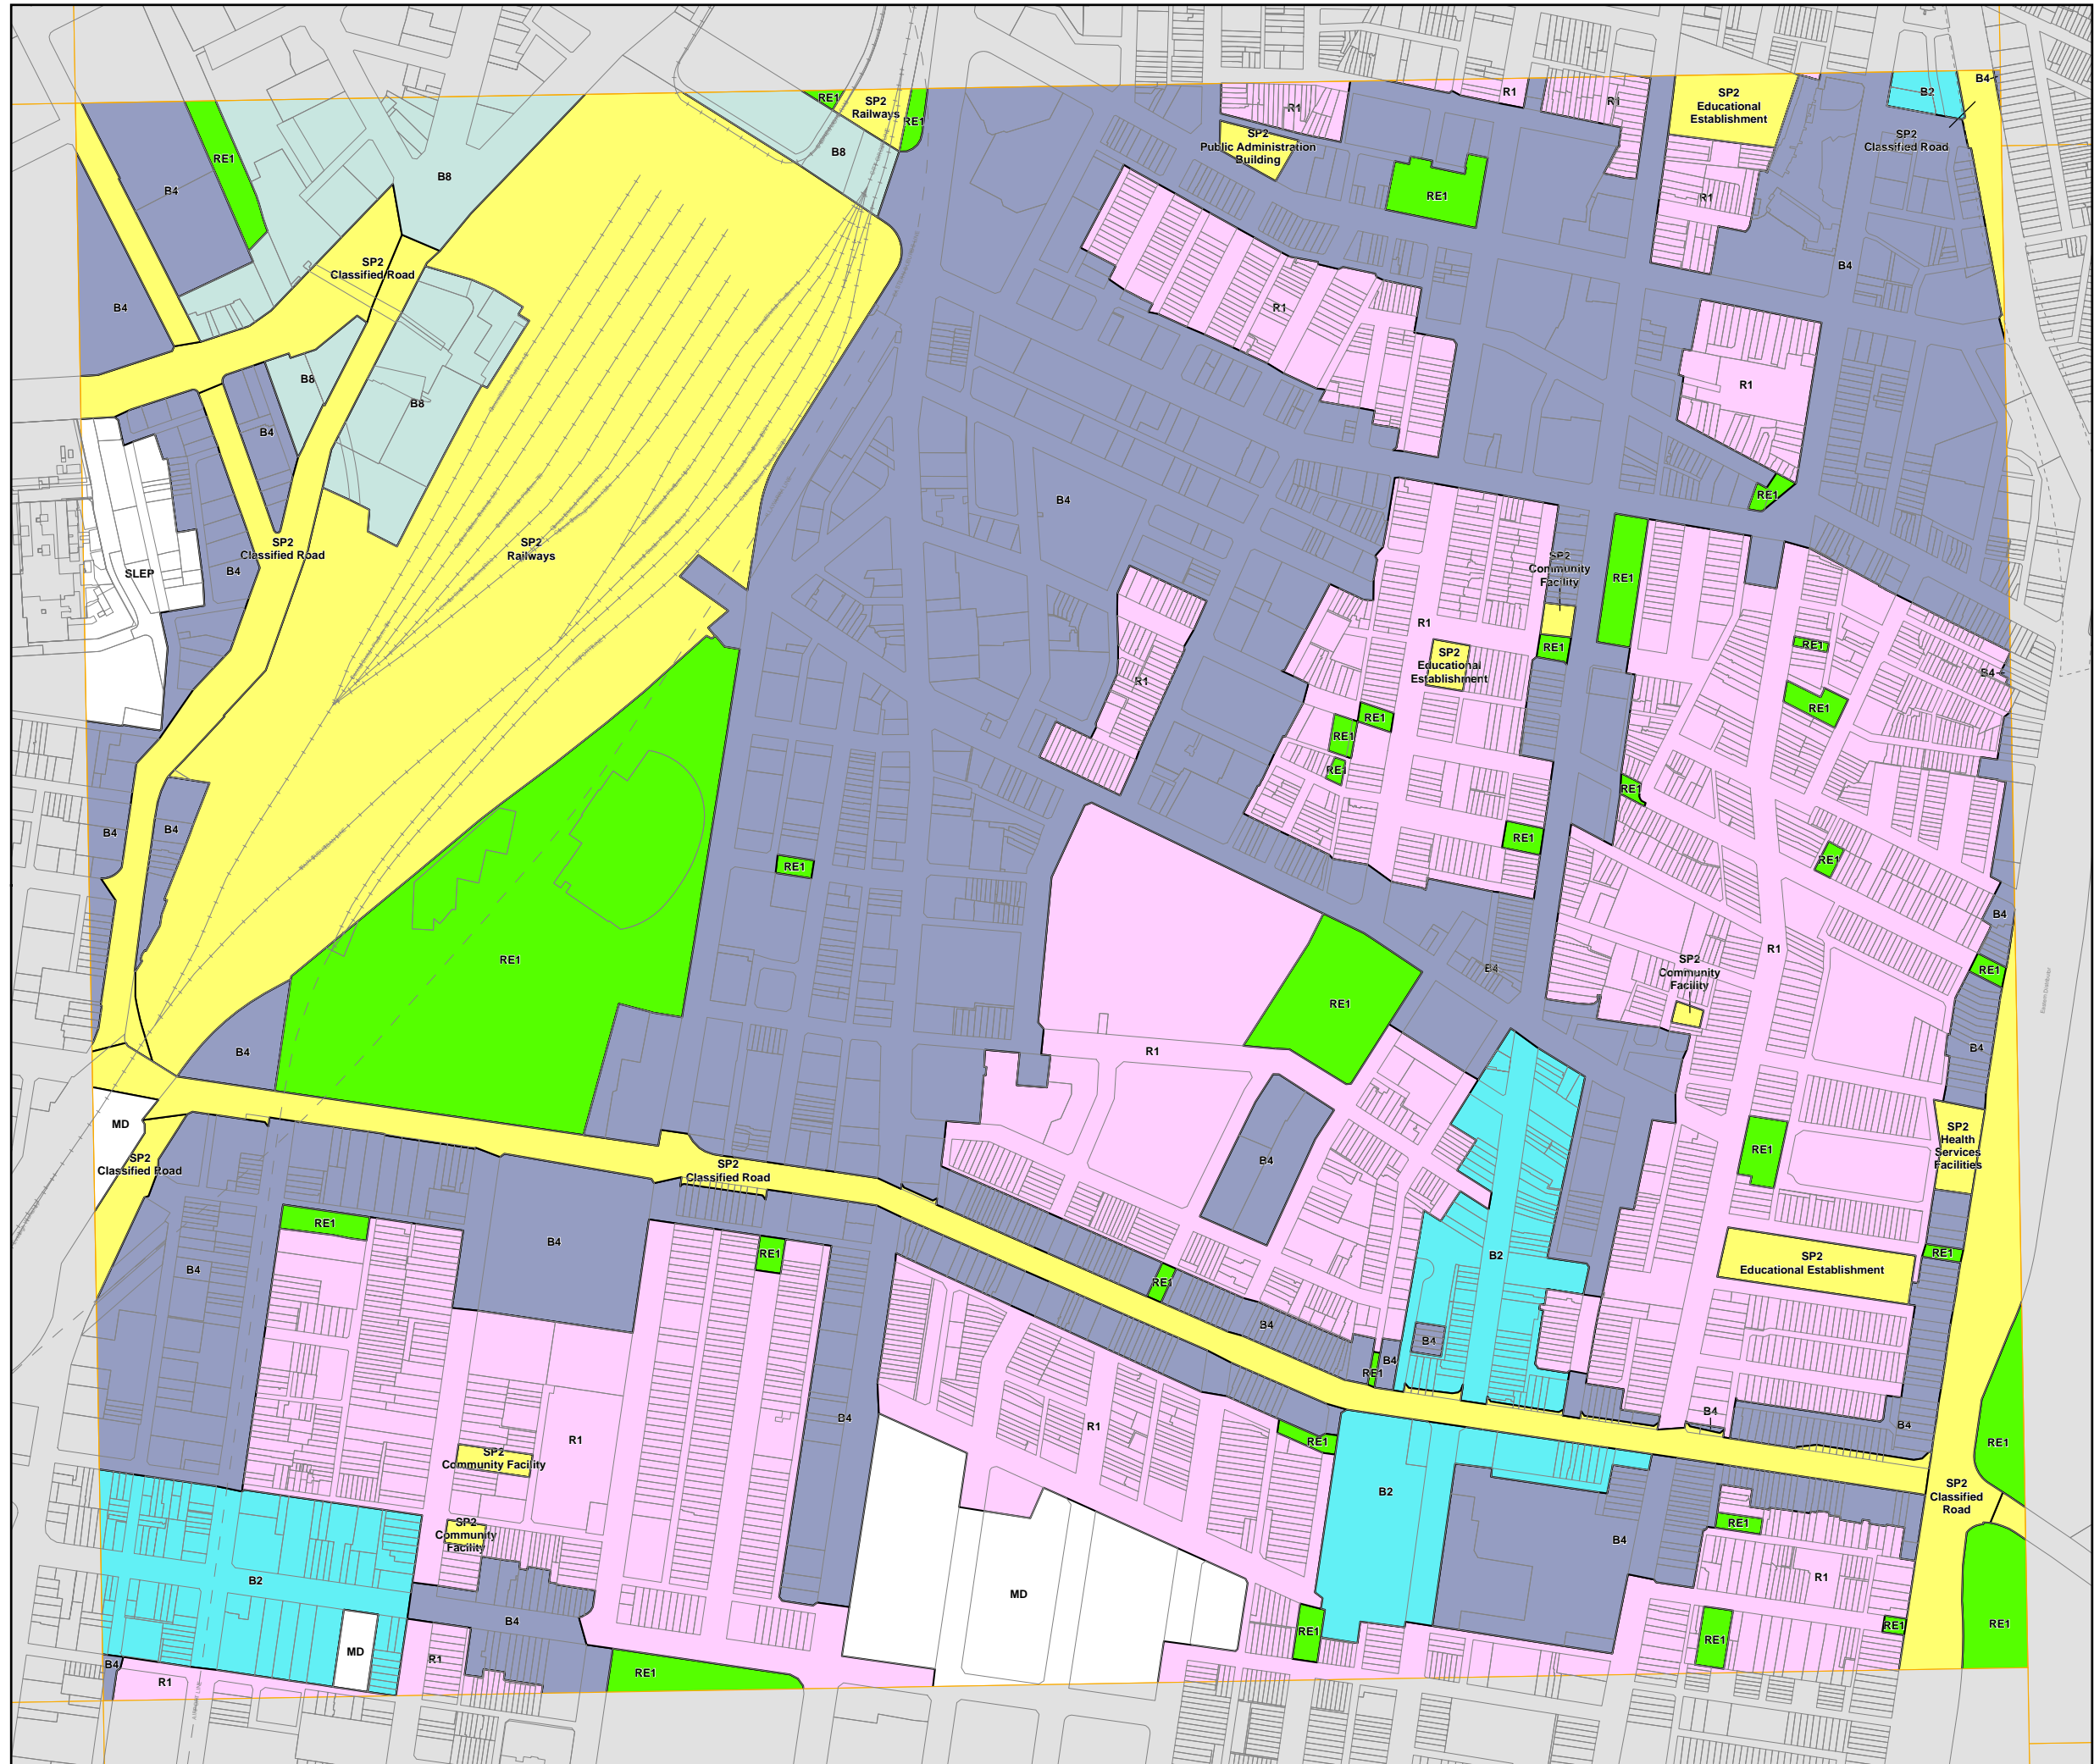 B4
SP2
Railways
RE1
RE1
R1
R1
R1
SP2
Educational
Establishment
B2
SP2
Classified Road
SP2
Public Administration
Building
B8
RE1
B4
B8
RE1
R1
B4
SP2
Classified Road
B4
R1
B8
B8
R1
B4
B4
RE1
SP2
Classified Road
SP2
Railways
SLEP
B4
SP2
Community
Facility
RE1
R1
RE1
RE1
SP2
Educational
Establishment
B4
R1
RE1
RE1
RE1
RE1
RE1
B4
B4
RE1
RE1
RE1
B4
R1
RE1
B4
RE1
SP2
Community
Facility
RE1
B4
R1
B4
MD
SP2
Classified Road
SP2
Classified Road
B4
RE1
SP2
Health
Services
Facilities
RE1
B4
RE1
B4
B2
RE1
SP2
Educational Establishment
B4
RE1
B4
B4
B4
RE1
B4
R1
R1
B4
B4
RE1
RE1
SP2
Community Facility
B2
SP2
Classified
Road
SP2
Community
Facility
RE1
B4
B2
R1
MD
B4
RE1
RE1
RE1
RE1
MD
R1
B4
RE1
R1